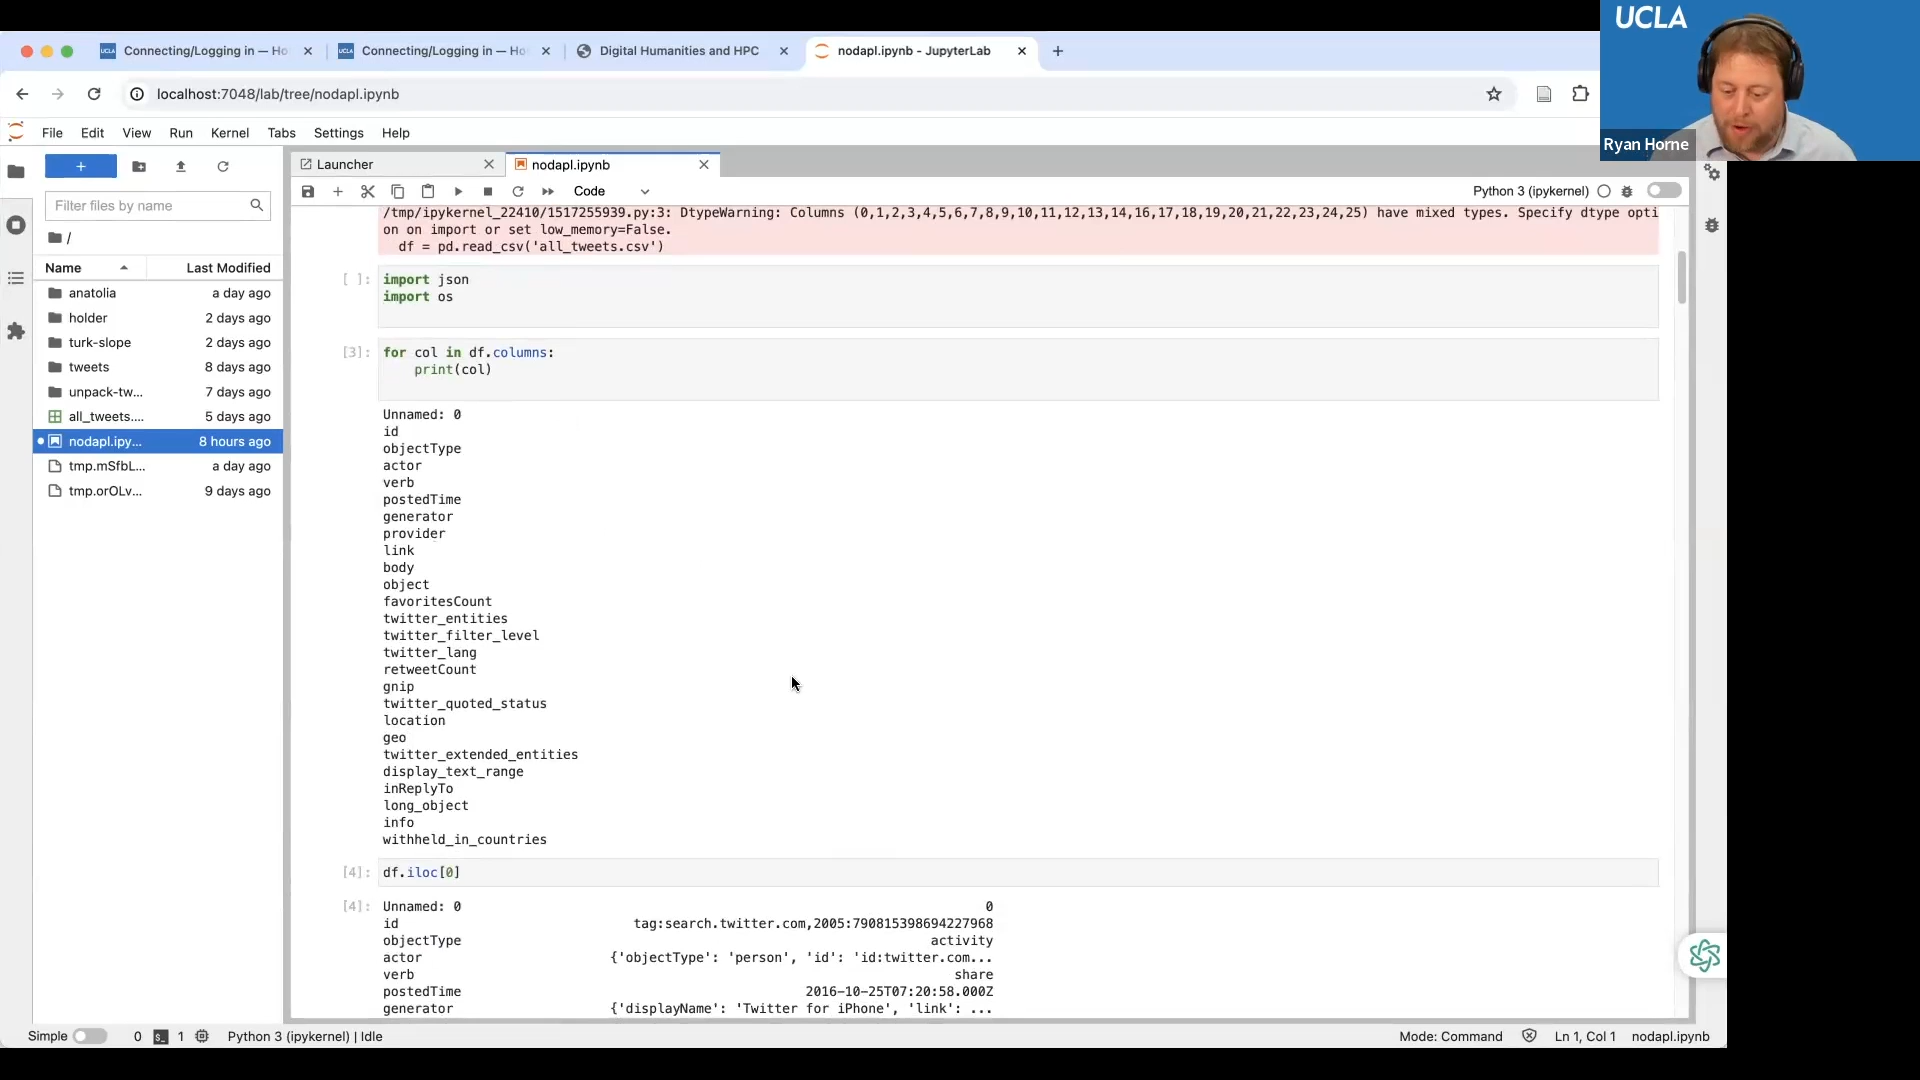 UCLA
Connecting/Logging in — Ho
Connecting/Logging in — Ho
Digital Humanities and HPC
nodapl.ipynb - JupyterLab
localhost:7048/lab/tree/nodapl.ipynb
Ryan Horne
File Edit View Run Kernel Tabs Settings Help
Launcher
nodapl.ipynb
Code
Python 3 (ipykernel)
Filter files by name
/
Name Last Modified
anatolia a day ago
holder 2 days ago
turk-slope 2 days ago
tweets 8 days ago
unpack-tw... 7 days ago
all_tweets.... 5 days ago
nodapl.ipy... 8 hours ago
tmp.mSfbL... a day ago
tmp.orOLv... 9 days ago
/tmp/ipykernel_22410/1517255939.py:3: DtypeWarning: Columns (0,1,2,3,4,5,6,7,8,9,10,11,12,13,14,16,17,18,19,20,21,22,23,24,25) have mixed types. Specify dtype opti
on on import or set low_memory=False.
df = pd.read_csv('all_tweets.csv')
[ ]: import json
import os
[3]: for col in df.columns:
print(col)
Unnamed: 0
id
objectType
actor
verb
postedTime
generator
provider
link
body
object
favoritesCount
twitter_entities
twitter_filter_level
twitter_lang
retweetCount
gnip
twitter_quoted_status
location
geo
twitter_extended_entities
display_text_range
inReplyTo
long_object
info
withheld_in_countries
[4]: df.iloc[0]
[4]: Unnamed: 0 0
id tag:search.twitter.com,2005:790815398694227968
objectType activity
actor {'objectType': 'person', 'id': 'id:twitter.com...
verb share
postedTime 2016-10-25T07:20:58.000Z
generator {'displayName': 'Twitter for iPhone', 'link': ...
Simple 0 1 Python 3 (ipykernel) | Idle
Mode: Command Ln 1, Col 1 nodapl.ipynb